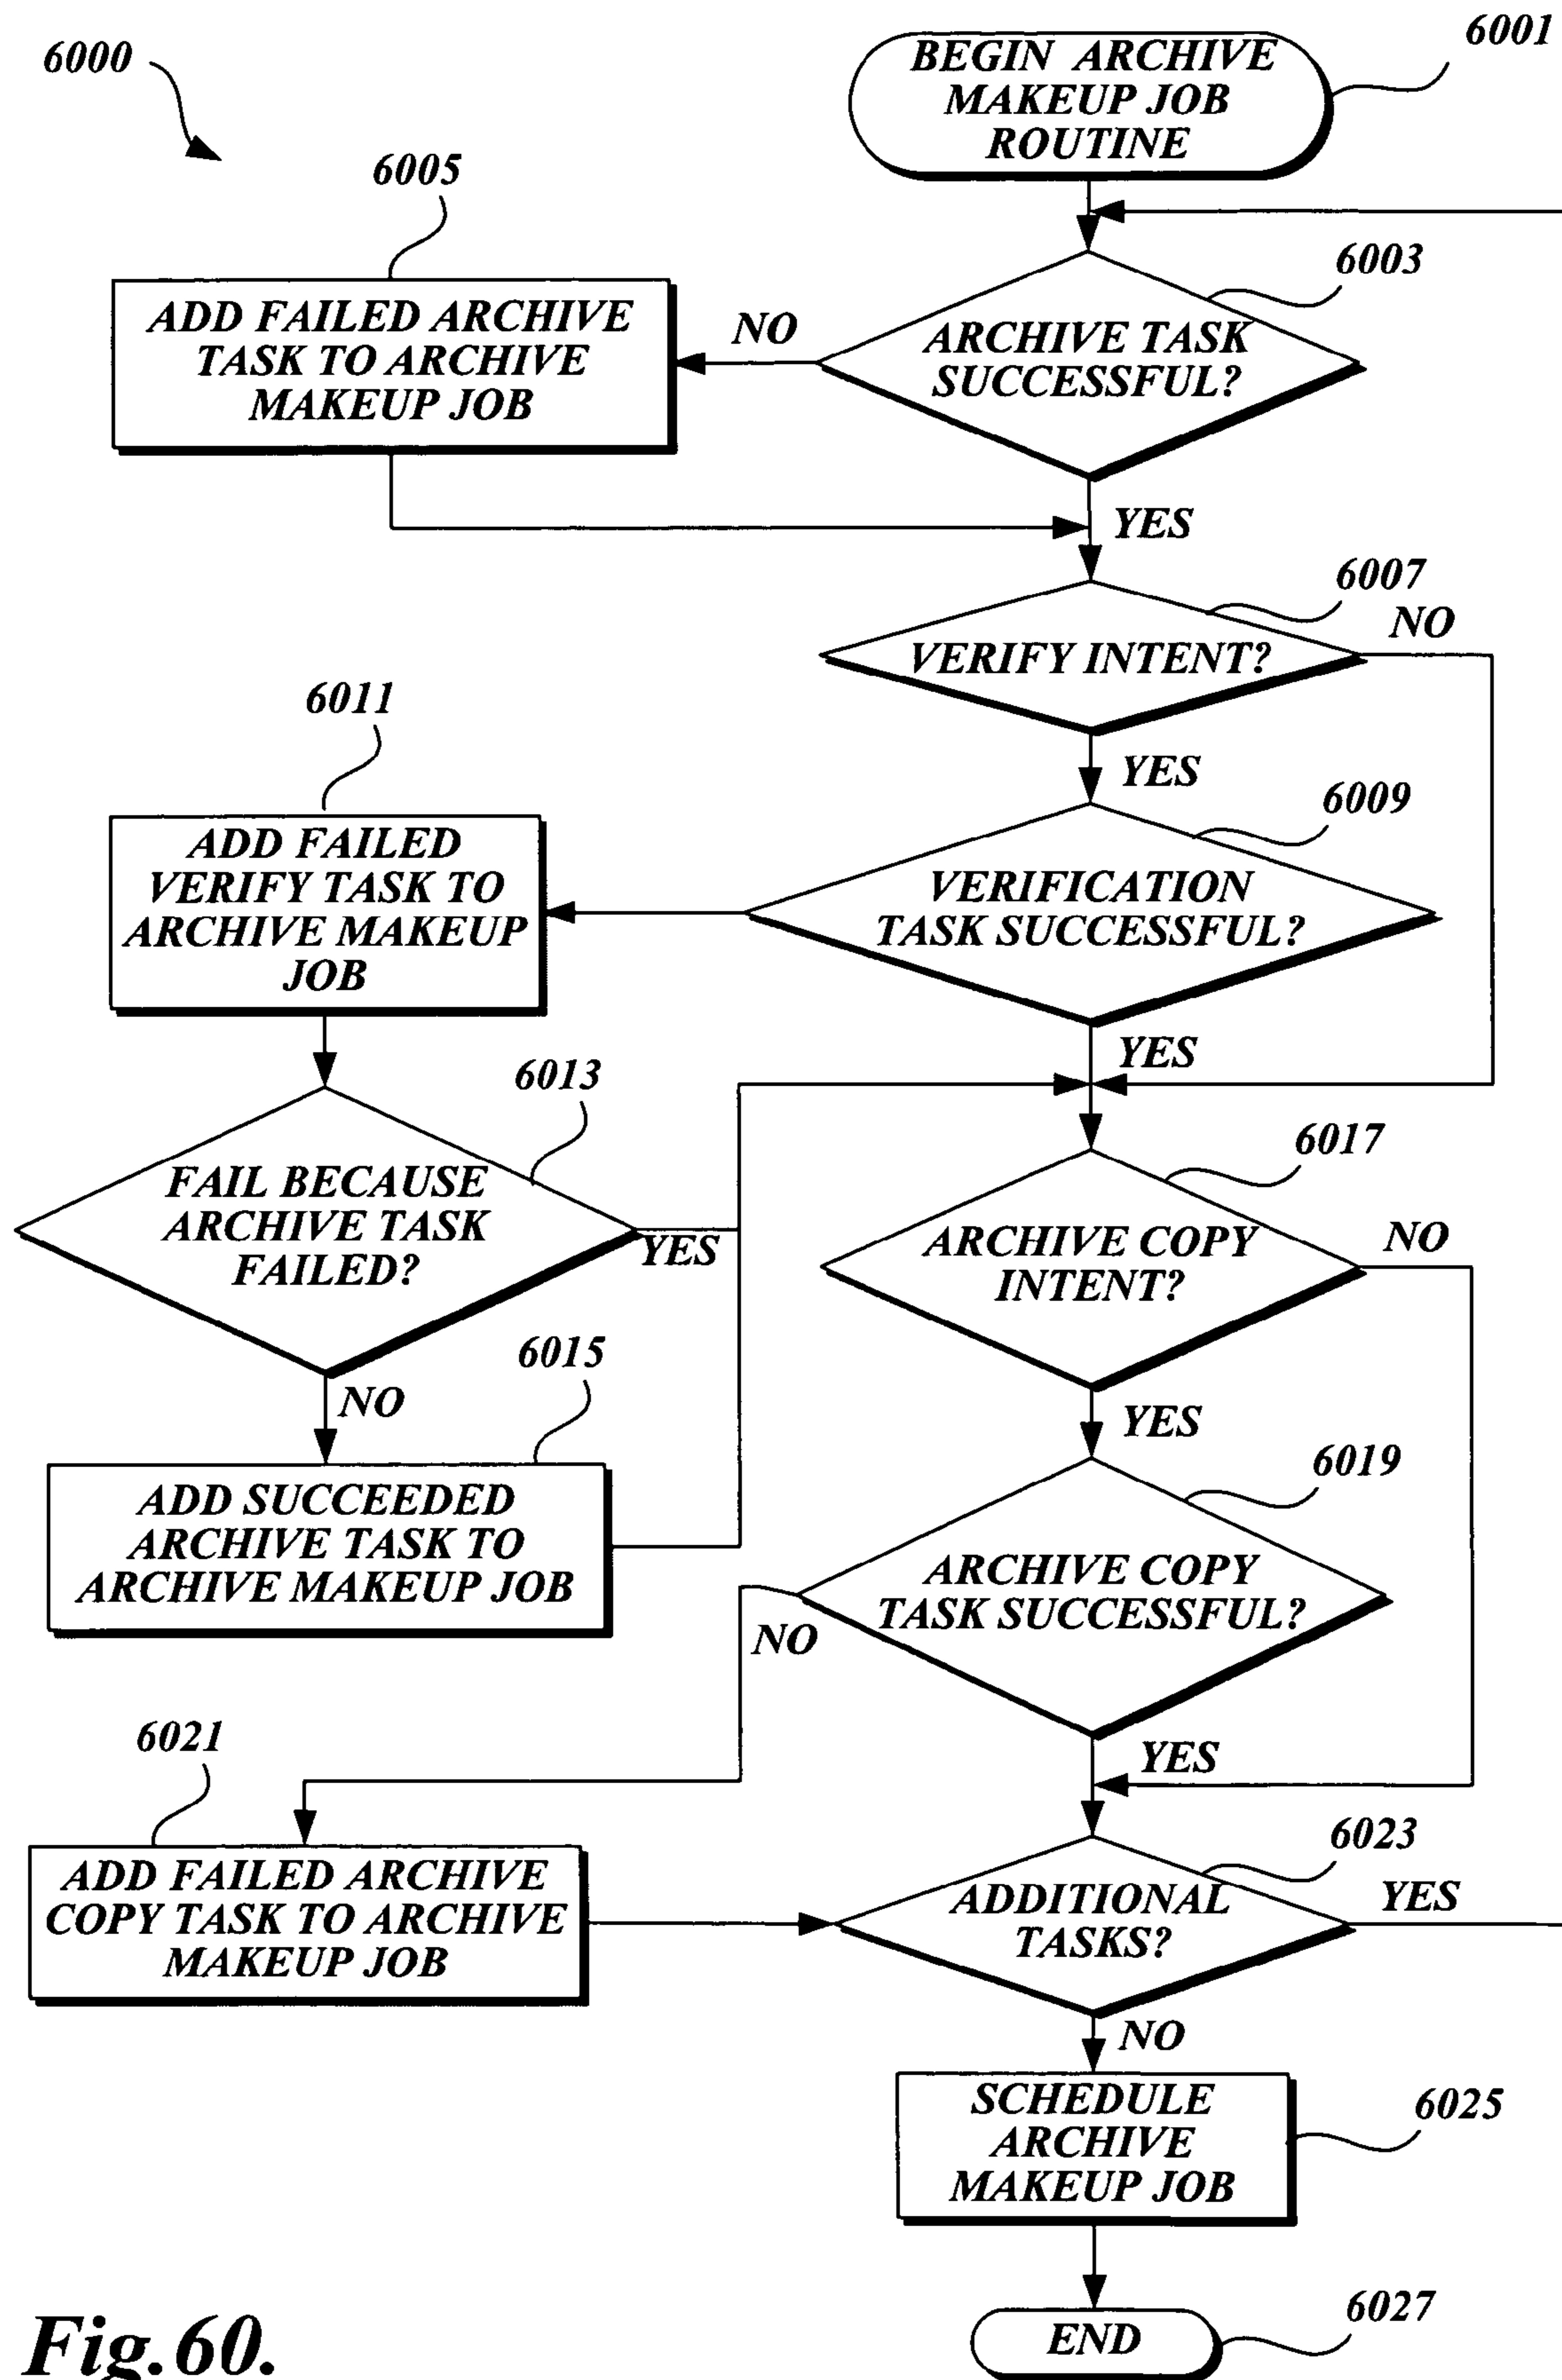 6000
BEGIN ARCHIVE
MAKEUP JOB
ROUTINE
6001
6005
ADD FAILED ARCHIVE
TASK TO ARCHIVE
MAKEUP JOB
NO
6003
ARCHIVE TASK
SUCCESSFUL?
YES
6007
VERIFY INTENT?
NO
YES
6011
ADD FAILED
VERIFY TASK TO
ARCHIVE MAKEUP
JOB
6009
VERIFICATION
TASK SUCCESSFUL?
YES
6013
FAIL BECAUSE
ARCHIVE TASK
FAILED?
YES
NO
6015
ADD SUCCEEDED
ARCHIVE TASK TO
ARCHIVE MAKEUP JOB
6017
ARCHIVE COPY
INTENT?
NO
YES
6019
ARCHIVE COPY
TASK SUCCESSFUL?
NO
YES
6021
ADD FAILED ARCHIVE
COPY TASK TO ARCHIVE
MAKEUP JOB
6023
ADDITIONAL
TASKS?
YES
NO
SCHEDULE
ARCHIVE
MAKEUP JOB
6025
END
6027
Fig.60.